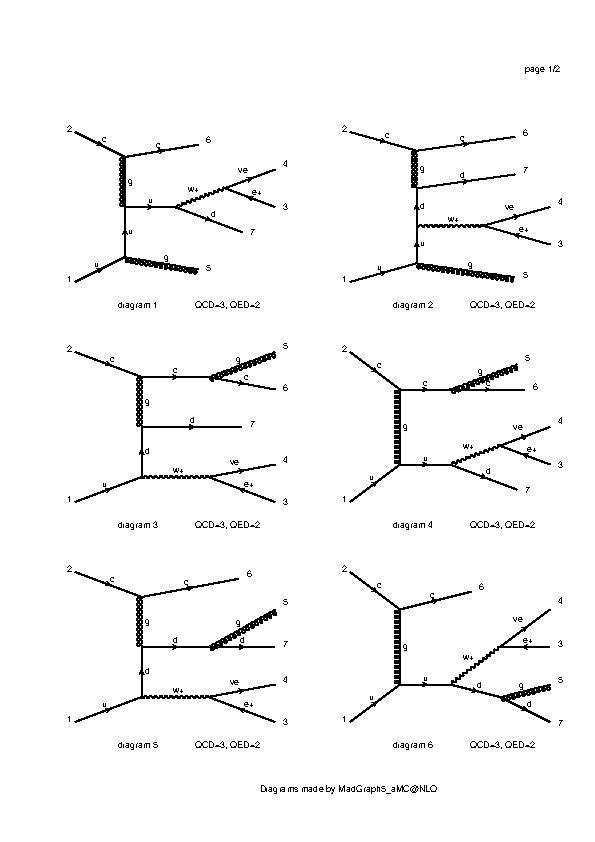 page 1/2
2 c c 6
g ve 4
w+ e+ 3
u d 7
u
u g 5
1
diagram 1 QCD=3, QED=2
2 c c 6
g d 7
d ve 4
w+ e+ 3
u
u g 5
1
diagram 2 QCD=3, QED=2
2 c c g 5
c 6
g d 7
d
w+ ve 4
u e+ 3
1
diagram 3 QCD=3, QED=2
2 c c g 5
c 6
g ve 4
w+ e+ 3
u u d 7
1
diagram 4 QCD=3, QED=2
2 c c 6
g g 5
d d 7
d
w+ ve 4
u e+ 3
1
diagram 5 QCD=3, QED=2
2 c c 6
ve 4
g e+ 3
w+
u u d g 5
1 d 7
diagram 6 QCD=3, QED=2
Diagrams made by MadGraph5_aMC@NLO